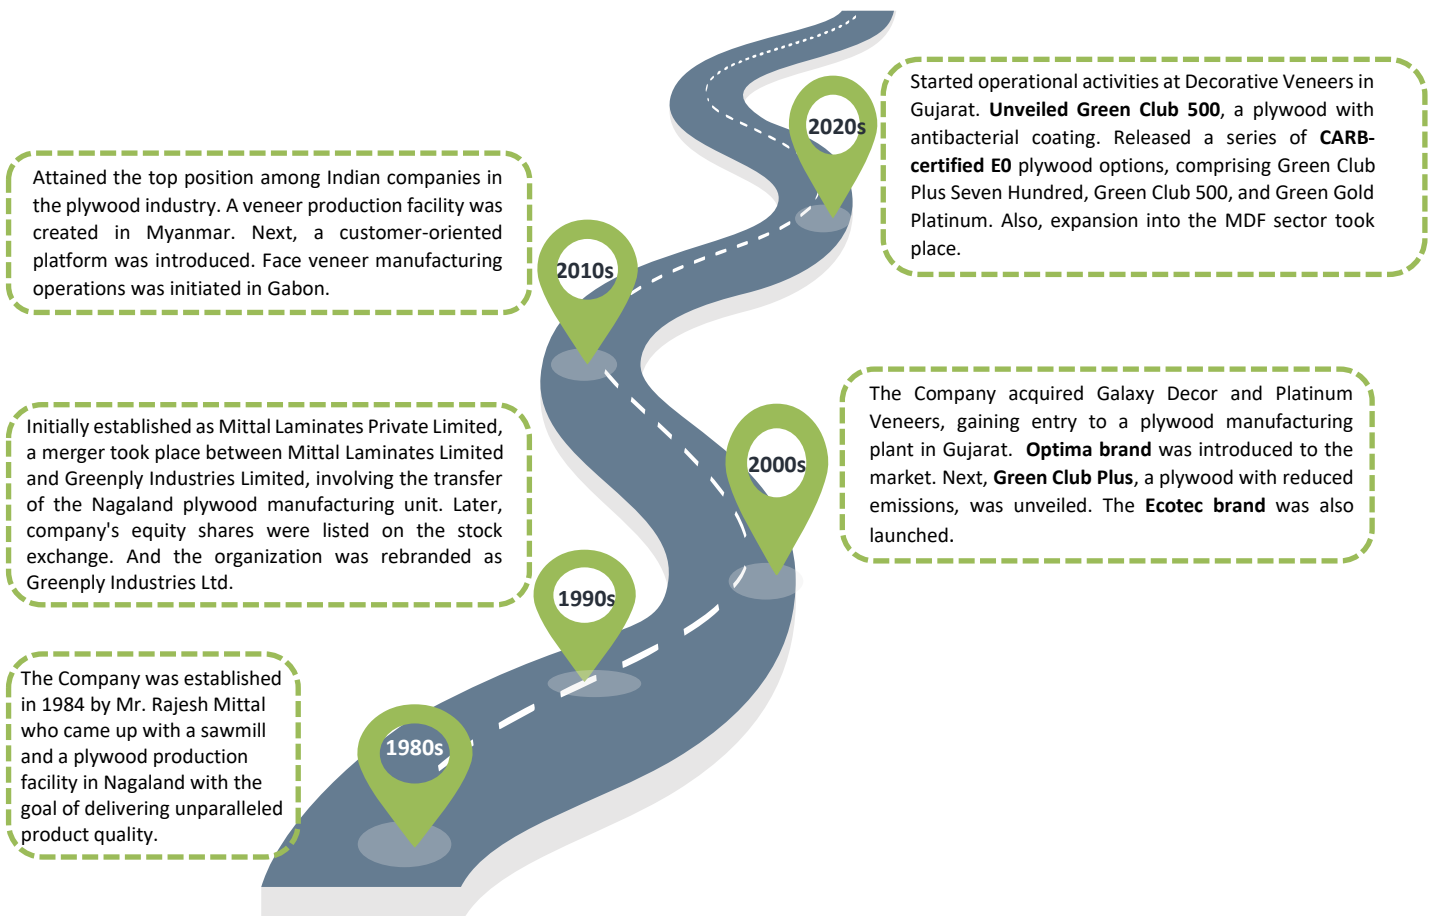 2020s
Started operational activities at Decorative Veneers in
Gujarat. Unveiled Green Club 500, a plywood with
antibacterial coating. Released a series of CARB-
certified E0 plywood options, comprising Green Club
Plus Seven Hundred, Green Club 500, and Green Gold
Platinum. Also, expansion into the MDF sector took
place.
Attained the top position among Indian companies in
the plywood industry. A veneer production facility was
created in Myanmar. Next, a customer-oriented
platform was introduced. Face veneer manufacturing
operations was initiated in Gabon.
2010s
The Company acquired Galaxy Decor and Platinum
Veneers, gaining entry to a plywood manufacturing
plant in Gujarat. Optima brand was introduced to the
market. Next, Green Club Plus, a plywood with reduced
emissions, was unveiled. The Ecotec brand was also
launched.
2000s
Initially established as Mittal Laminates Private Limited,
a merger took place between Mittal Laminates Limited
and Greenply Industries Limited, involving the transfer
of the Nagaland plywood manufacturing unit. Later,
company's equity shares were listed on the stock
exchange. And the organization was rebranded as
Greenply Industries Ltd.
1990s
The Company was established
in 1984 by Mr. Rajesh Mittal
who came up with a sawmill
and a plywood production
facility in Nagaland with the
goal of delivering unparalleled
product quality.
1980s